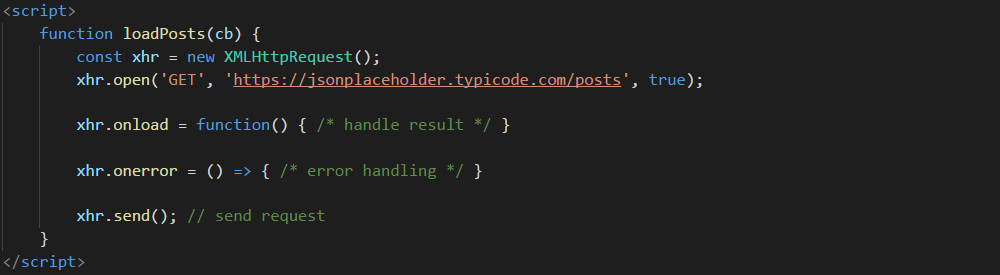 <script>
function loadPosts(cb) {
const xhr = new XMLHttpRequest();
xhr.open('GET', 'https://jsonplaceholder.typicode.com/posts', true);
xhr.onload = function() { /* handle result */ }
xhr.onerror = () => { /* error handling */ }
xhr.send(); // send request
}
</script>